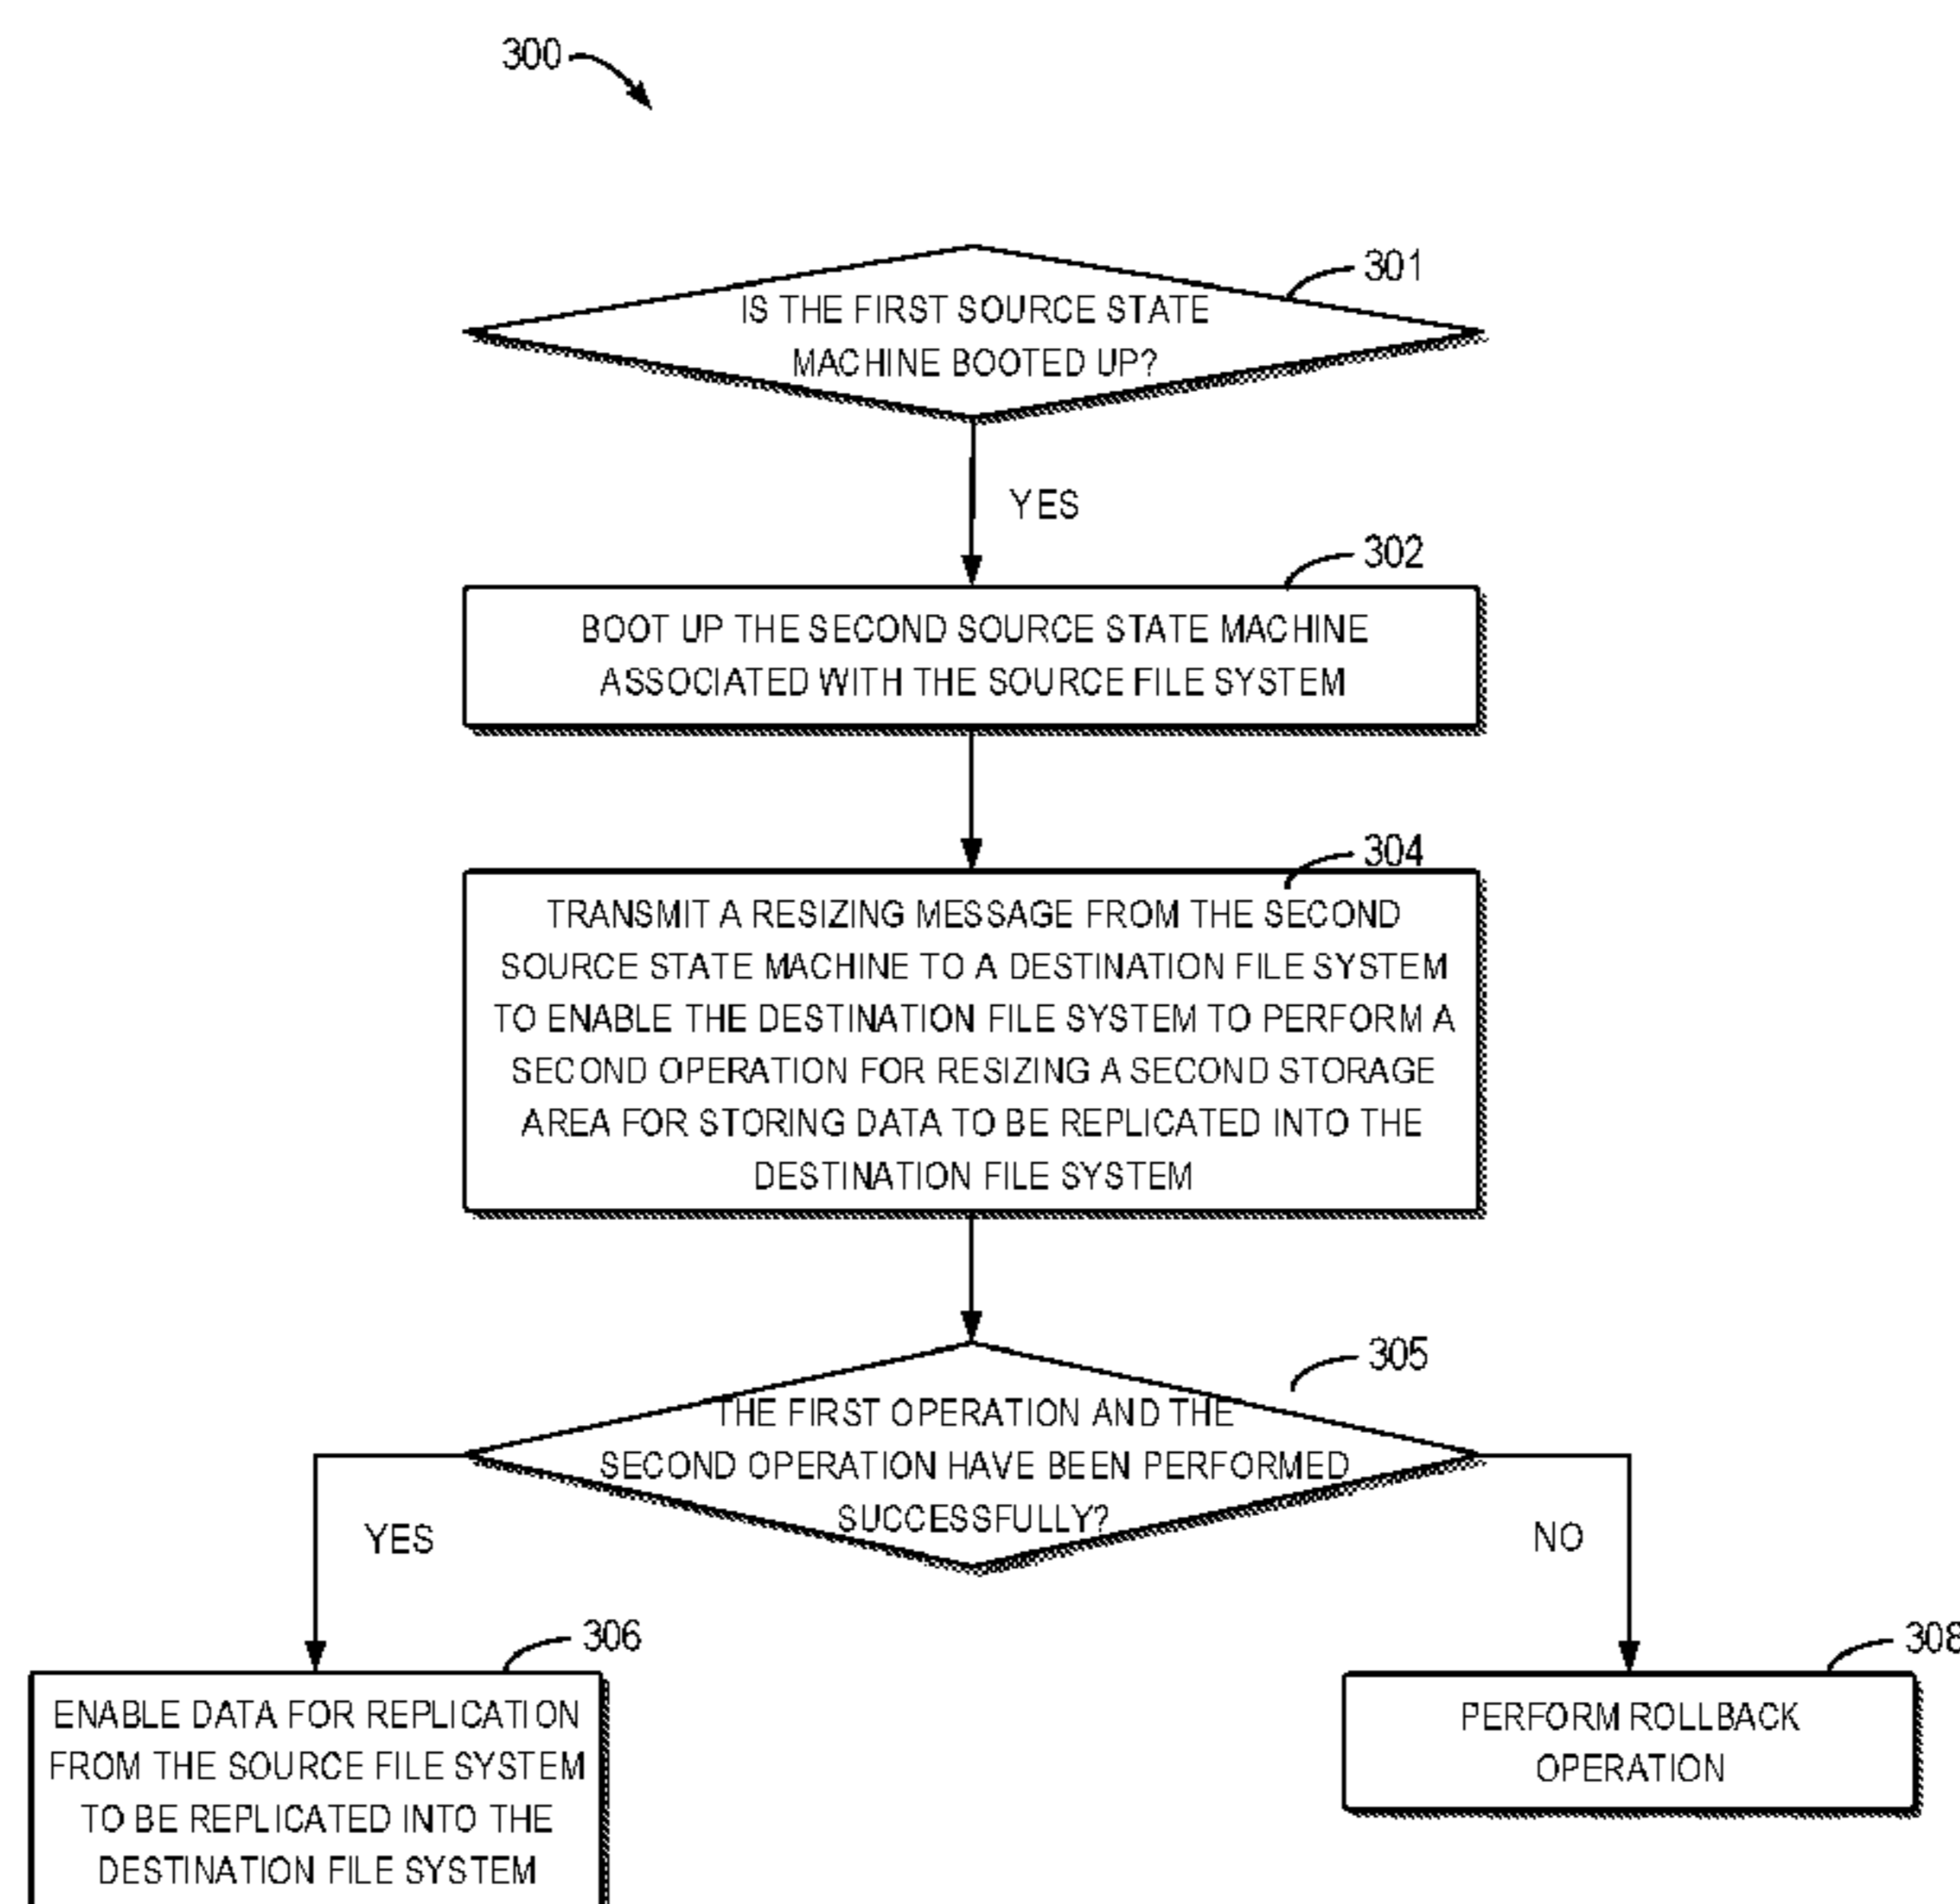 300
301
IS THE FIRST SOURCE STATE
MACHINE BOOTED UP?
YES
302
BOOT UP THE SECOND SOURCE STATE MACHINE
ASSOCIATED WITH THE SOURCE FILE SYSTEM
304
TRANSMIT A RESIZING MESSAGE FROM THE SECOND
SOURCE STATE MACHINE TO A DESTINATION FILE SYSTEM
TO ENABLE THE DESTINATION FILE SYSTEM TO PERFORM A
SECOND OPERATION FOR RESIZING A SECOND STORAGE
AREA FOR STORING DATA TO BE REPLICATED INTO THE
DESTINATION FILE SYSTEM
305
THE FIRST OPERATION AND THE
SECOND OPERATION HAVE BEEN PERFORMED
SUCCESSFULLY?
YES
NO
306
ENABLE DATA FOR REPLICATION
FROM THE SOURCE FILE SYSTEM
TO BE REPLICATED INTO THE
DESTINATION FILE SYSTEM
308
PERFORM ROLLBACK
OPERATION